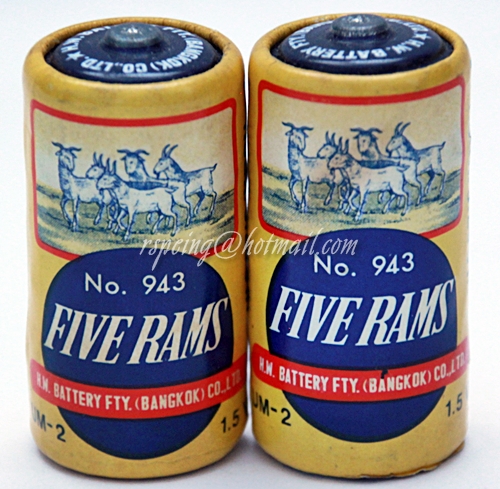 (BANGKOK) CO.,LTD.★H.W.
H.W. BATTERY
rspcing@hotmail.com
No. 943
FIVE RAMS
H.W. BATTERY FTY. (BANGKOK) CO.,LTD.
UM-2
1.5
No. 943
FIVE RAMS
H.W. BATTERY FTY. (BANGKOK) CO.,LTD.
UM-2
1.5